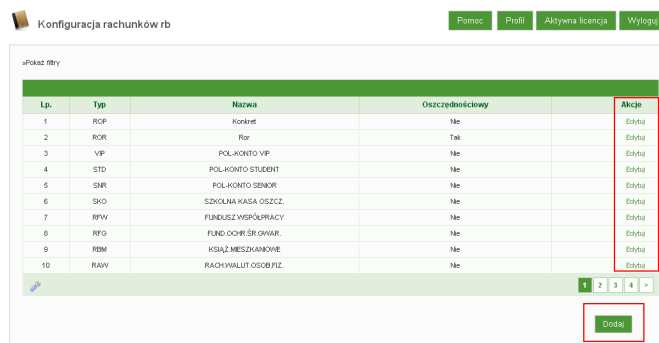 Konfiguracja rachunków rb
Pomoc Profil Aktywna licencja Wyloguj
»Pokaż filtry
Lp. Typ Nazwa Oszczędnościowy Akcje
1 ROP Konkret Nie Edytuj
2 ROR Ror Tak Edytuj
3 VIP POL-KONTO VIP Nie Edytuj
4 STD POL-KONTO STUDENT Nie Edytuj
5 SNR POL-KONTO SENIOR Nie Edytuj
6 SKO SZKOLNA KASA OSZCZ. Nie Edytuj
7 RFW FUNDUSZ WSPÓŁPRACY Nie Edytuj
8 RFG FUND.OCHR.ŚR.GWAR. Nie Edytuj
9 RBM KSIĄŻ.MIESZKANIOWE Nie Edytuj
10 RAW RACH.WALUT.OSOB.FIZ. Nie Edytuj
1 2 3 4 >
Dodaj